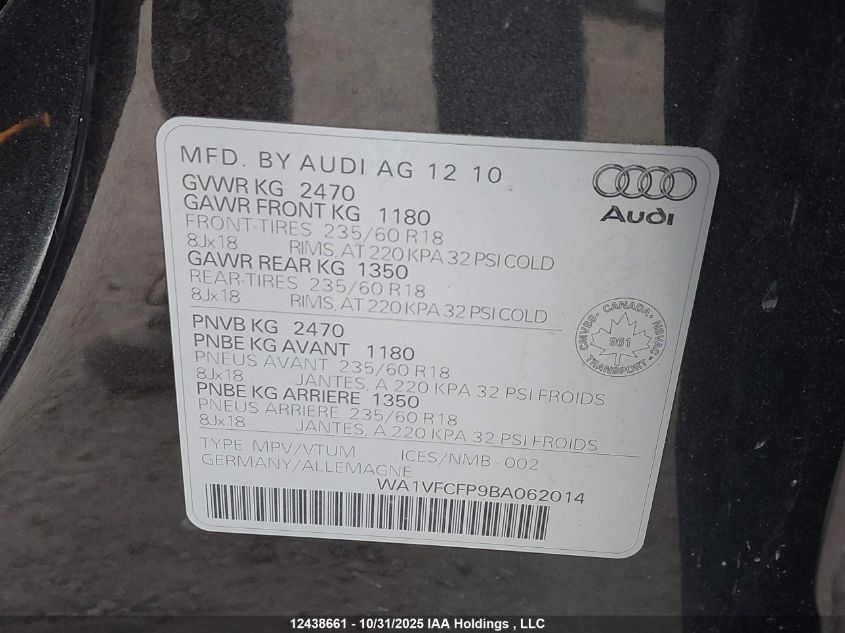 MFD. BY AUDI AG 12 10
GVWR KG 2470
GAWR FRONT KG 1180
FRONT-TIRES 235/60 R18
8Jx18 RIMS, AT 220 KPA 32 PSI COLD
GAWR REAR KG 1350
REAR-TIRES 235/60 R18
8Jx18 RIMS, AT 220 KPA 32 PSI COLD
Audi
PNVB KG 2470
PNBE KG AVANT 1180
PNEUS AVANT 235/60 R18
8Jx18 JANTES, A 220 KPA 32 PSI FROIDS
PNBE KG ARRIERE 1350
PNEUS ARRIERE 235/60 R18
8Jx18 JANTES, A 220 KPA 32 PSI FROIDS
CANADA
CMVSS NSVAC
961
TRANSPORT
TYPE MPV/VTUM ICES/NMB-002
GERMANY/ALLEMAGNE
WA1VFCFP9BA062014
12438661 - 10/31/2025 IAA Holdings , LLC